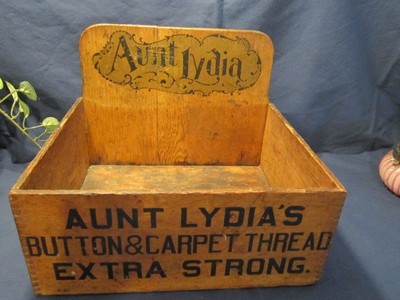 Aunt Lydia
AUNT LYDIA'S
BUTTON&CARPET THREAD
EXTRA STRONG.